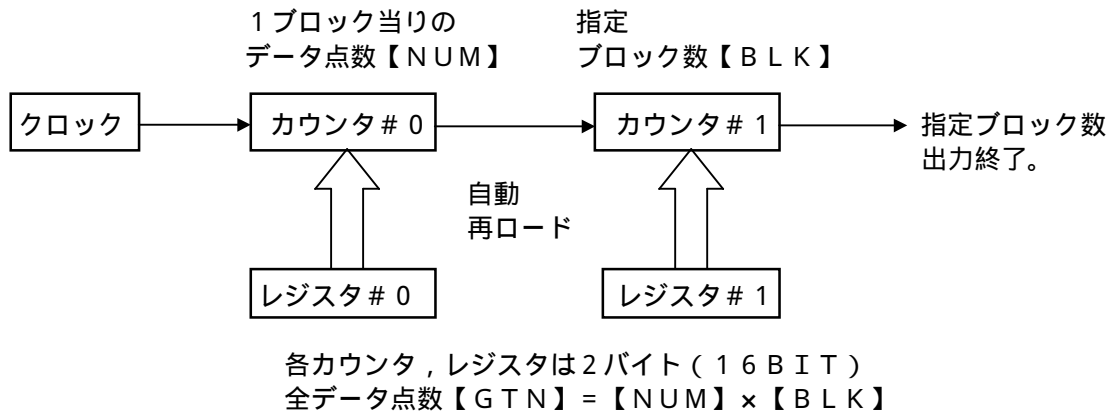 １ブロック当りの
データ点数【ＮＵＭ】
指定
ブロック数【ＢＬＫ】
クロック
カウンタ＃０
カウンタ＃１
指定ブロック数
出力終了。
自動
再ロード
レジスタ＃０
レジスタ＃１
各カウンタ，レジスタは２バイト（１６ＢＩＴ）
全データ点数【ＧＴＮ】＝【ＮＵＭ】×【ＢＬＫ】